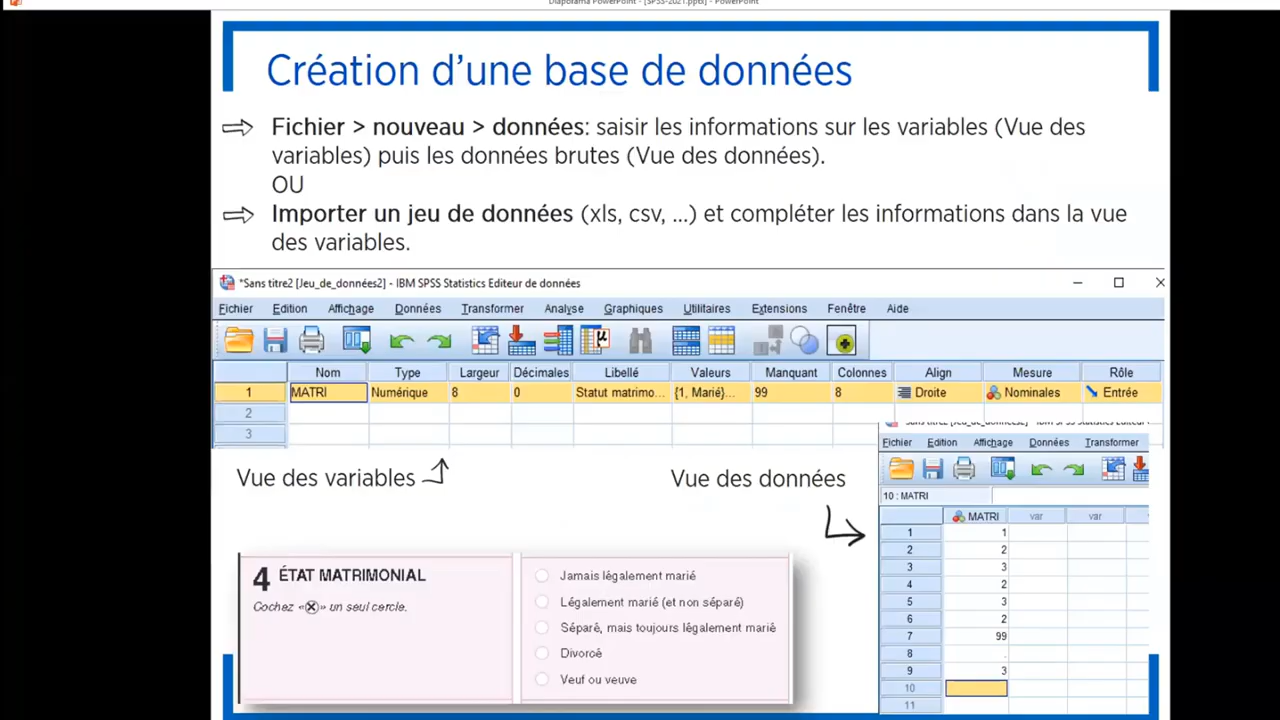 Diaporama PowerPoint - [SPSS-2021.pptx] - PowerPoint
Création d'une base de données
Fichier > nouveau > données: saisir les informations sur les variables (Vue des
variables) puis les données brutes (Vue des données).
OU
Importer un jeu de données (xls, csv, ...) et compléter les informations dans la vue
des variables.
*Sans titre2 [Jeu_de_données2] - IBM SPSS Statistics Editeur de données
Fichier Edition Affichage Données Transformer Analyse Graphiques Utilitaires Extensions Fenêtre Aide
Nom Type Largeur Décimales Libellé Valeurs Manquant Colonnes Align Mesure Rôle
1 MATRI Numérique 8 0 Statut matrimo... {1, Marié}... 99 8 Droite Nominales Entrée
2
3
Vue des variables
Vue des données
Fichier Edition Affichage Données Transformer
10 : MATRI
MATRI var var
1 1
2 2
3 3
4 2
5 3
6 2
7 99
8 .
9 3
10
11
4 ÉTAT MATRIMONIAL
Cochez «⊗» un seul cercle.
Jamais légalement marié
Légalement marié (et non séparé)
Séparé, mais toujours légalement marié
Divorcé
Veuf ou veuve